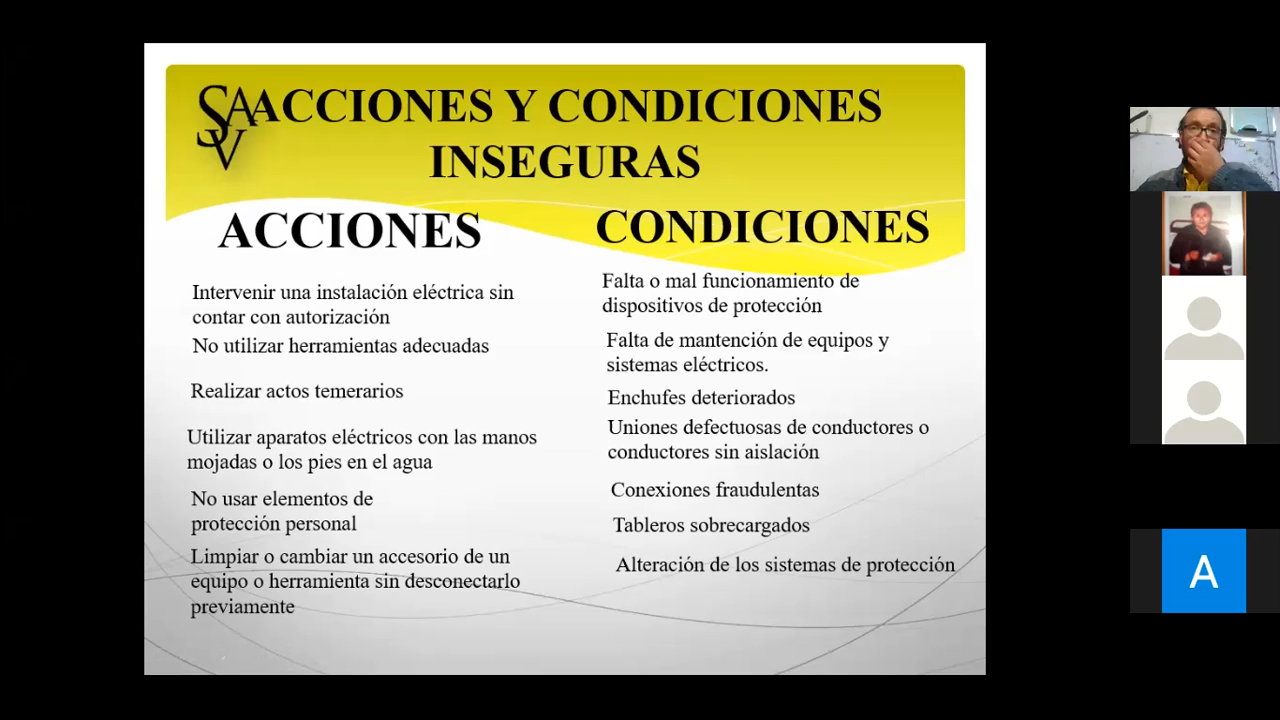 SAV
ACCIONES Y CONDICIONES
INSEGURAS
ACCIONES
Intervenir una instalación eléctrica sin
contar con autorización
No utilizar herramientas adecuadas
Realizar actos temerarios
Utilizar aparatos eléctricos con las manos
mojadas o los pies en el agua
No usar elementos de
protección personal
Limpiar o cambiar un accesorio de un
equipo o herramienta sin desconectarlo
previamente
CONDICIONES
Falta o mal funcionamiento de
dispositivos de protección
Falta de mantención de equipos y
sistemas eléctricos.
Enchufes deteriorados
Uniones defectuosas de conductores o
conductores sin aislación
Conexiones fraudulentas
Tableros sobrecargados
Alteración de los sistemas de protección
A